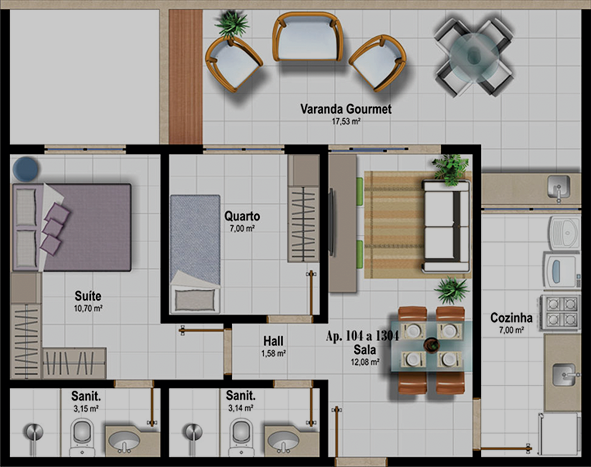 Varanda Gourmet
17,53 m²
Quarto
7,00 m²
Suíte
10,70 m²
Cozinha
7,00 m²
Hall
1,58 m²
Ap. 104 a 1304
Sala
12,08 m²
Sanit.
3,15 m²
Sanit.
3,14 m²